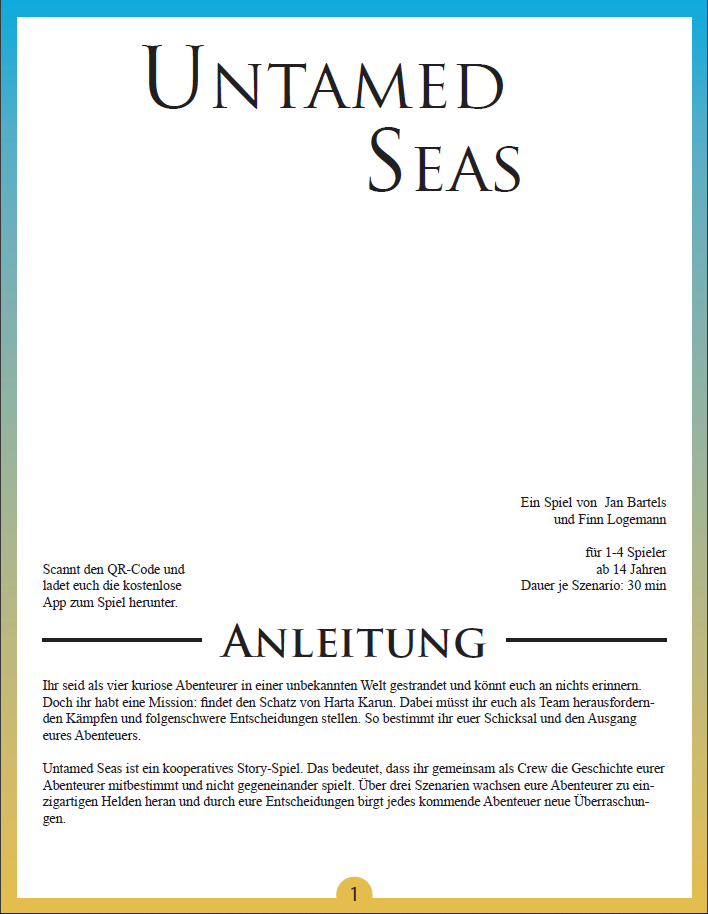 UNTAMED
SEAS
Ein Spiel von  Jan Bartels
und Finn Logemann
für 1-4 Spieler
ab 14 Jahren
Dauer je Szenario: 30 min
Scannt den QR-Code und
ladet euch die kostenlose
App zum Spiel herunter.
ANLEITUNG
Ihr seid als vier kuriose Abenteurer in einer unbekannten Welt gestrandet und könnt euch an nichts erinnern.
Doch ihr habt eine Mission: findet den Schatz von Harta Karun. Dabei müsst ihr euch als Team herausfordern-
den Kämpfen und folgenschwere Entscheidungen stellen. So bestimmt ihr euer Schicksal und den Ausgang
eures Abenteuers.
Untamed Seas ist ein kooperatives Story-Spiel. Das bedeutet, dass ihr gemeinsam als Crew die Geschichte eurer
Abenteurer mitbestimmt und nicht gegeneinander spielt. Über drei Szenarien wachsen eure Abenteurer zu ein-
zigartigen Helden heran und durch eure Entscheidungen birgt jedes kommende Abenteuer neue Überraschun-
gen.
1